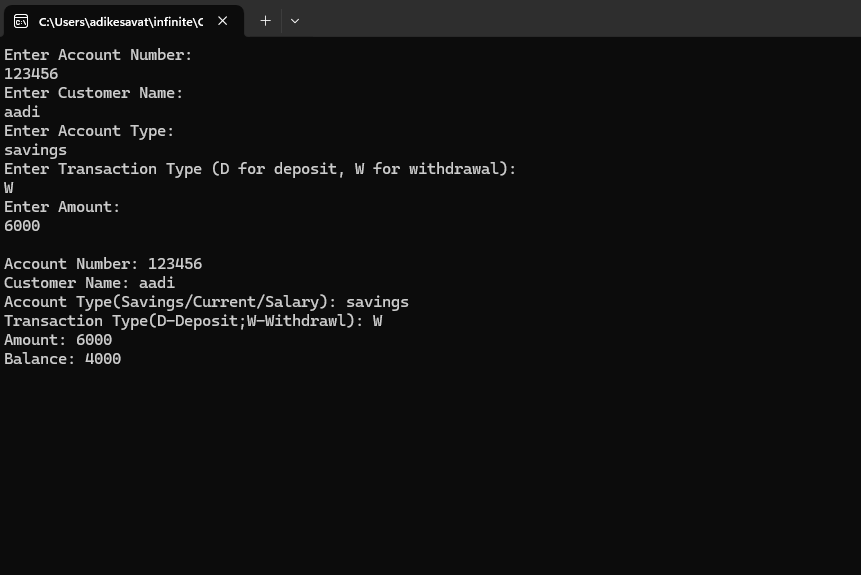 C:\Users\adikesavat\infinite\C
Enter Account Number:
123456
Enter Customer Name:
aadi
Enter Account Type:
savings
Enter Transaction Type (D for deposit, W for withdrawal):
W
Enter Amount:
6000
Account Number: 123456
Customer Name: aadi
Account Type(Savings/Current/Salary): savings
Transaction Type(D-Deposit;W-Withdrawl): W
Amount: 6000
Balance: 4000